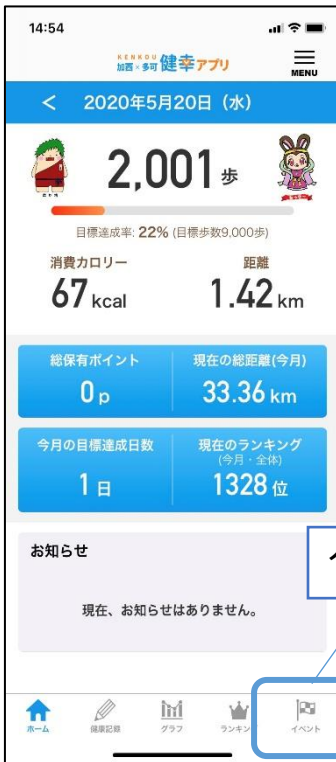 14:54
KENKOU
加西・多可 健幸アプリ
MENU
< 2020年5月20日（水）
2,001 歩
目標達成率: 22% (目標歩数9,000歩)
消費カロリー 距離
67 kcal 1.42 km
総保有ポイント 現在の総距離(今月)
0 p 33.36 km
今月の目標達成日数 現在のランキング
(今月・全体)
1 日 1328 位
お知らせ
現在、お知らせはありません。
ホーム 健康記録 グラフ ランキン イベント